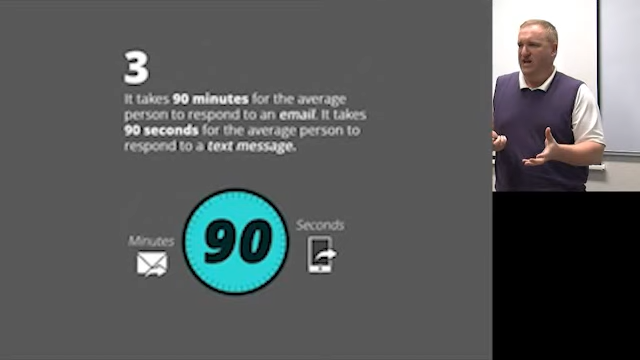 3
It takes 90 minutes for the average
person to respond to an email. It takes
90 seconds for the average person to
respond to a text message.
Minutes
90
Seconds